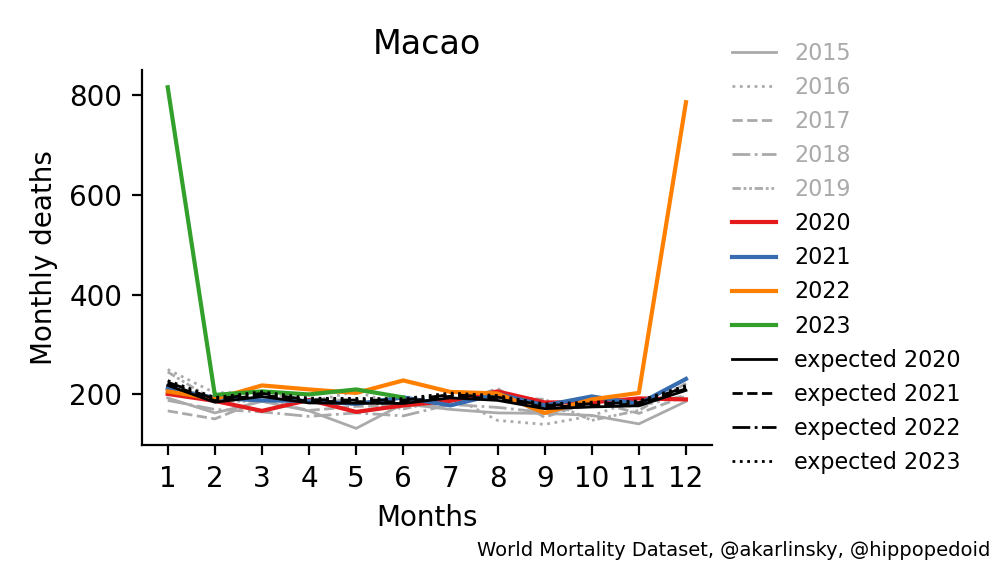 Macao
Monthly deaths
800
600
400
200
1 2 3 4 5 6 7 8 9 10 11 12
Months
2015
2016
2017
2018
2019
2020
2021
2022
2023
expected 2020
expected 2021
expected 2022
expected 2023
World Mortality Dataset, @akarlinsky, @hippopedoid